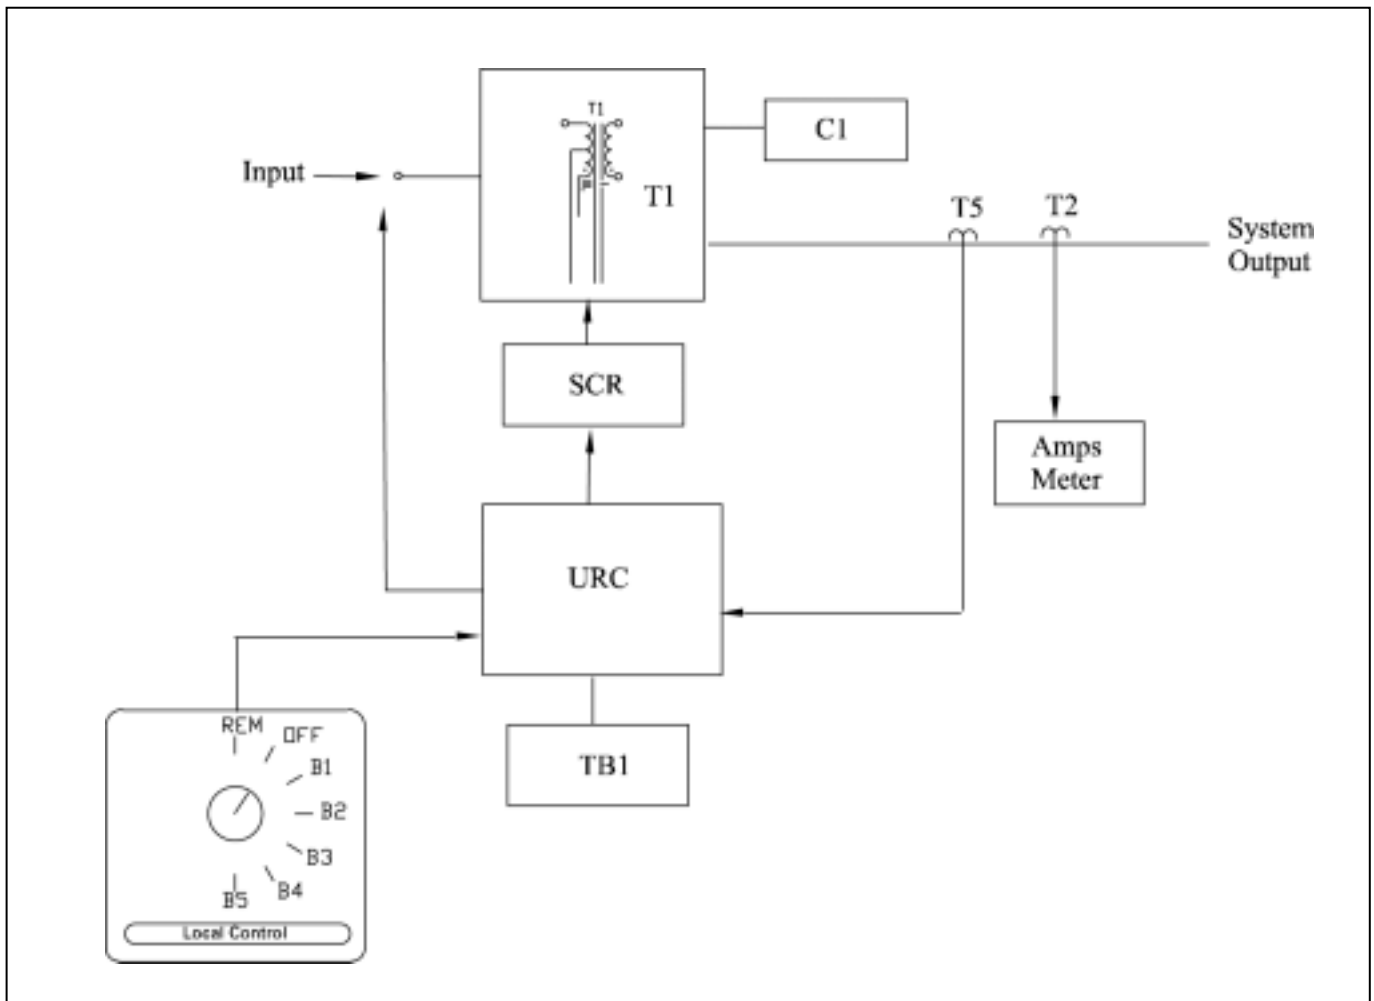 T1
C1
Input
T1
T5
T2
System
Output
SCR
Amps
Meter
URC
REM
OFF
B1
B2
B3
B4
B5
TB1
Local Control